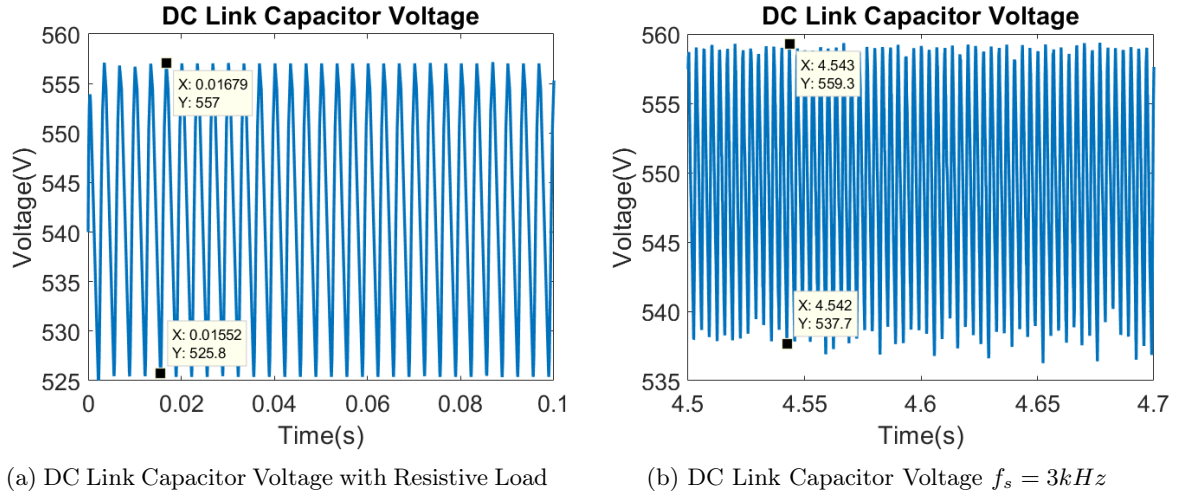 DC Link Capacitor Voltage
560
555
550
545
540
535
530
525
Voltage(V)
X: 0.01679
Y: 557
X: 0.01552
Y: 525.8
0
0.02
0.04
0.06
0.08
0.1
Time(s)
(a) DC Link Capacitor Voltage with Resistive Load
DC Link Capacitor Voltage
560
555
550
545
540
535
Voltage(V)
X: 4.543
Y: 559.3
X: 4.542
Y: 537.7
4.5
4.55
4.6
4.65
4.7
Time(s)
(b) DC Link Capacitor Voltage fs = 3kHz